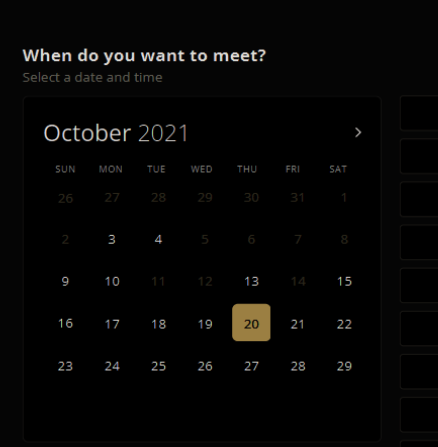 When do you want to meet?
Select a date and time
October 2021
SUN MON TUE WED THU FRI SAT
26 27 28 29 30 31 1
2 3 4 5 6 7 8
9 10 11 12 13 14 15
16 17 18 19 20 21 22
23 24 25 26 27 28 29